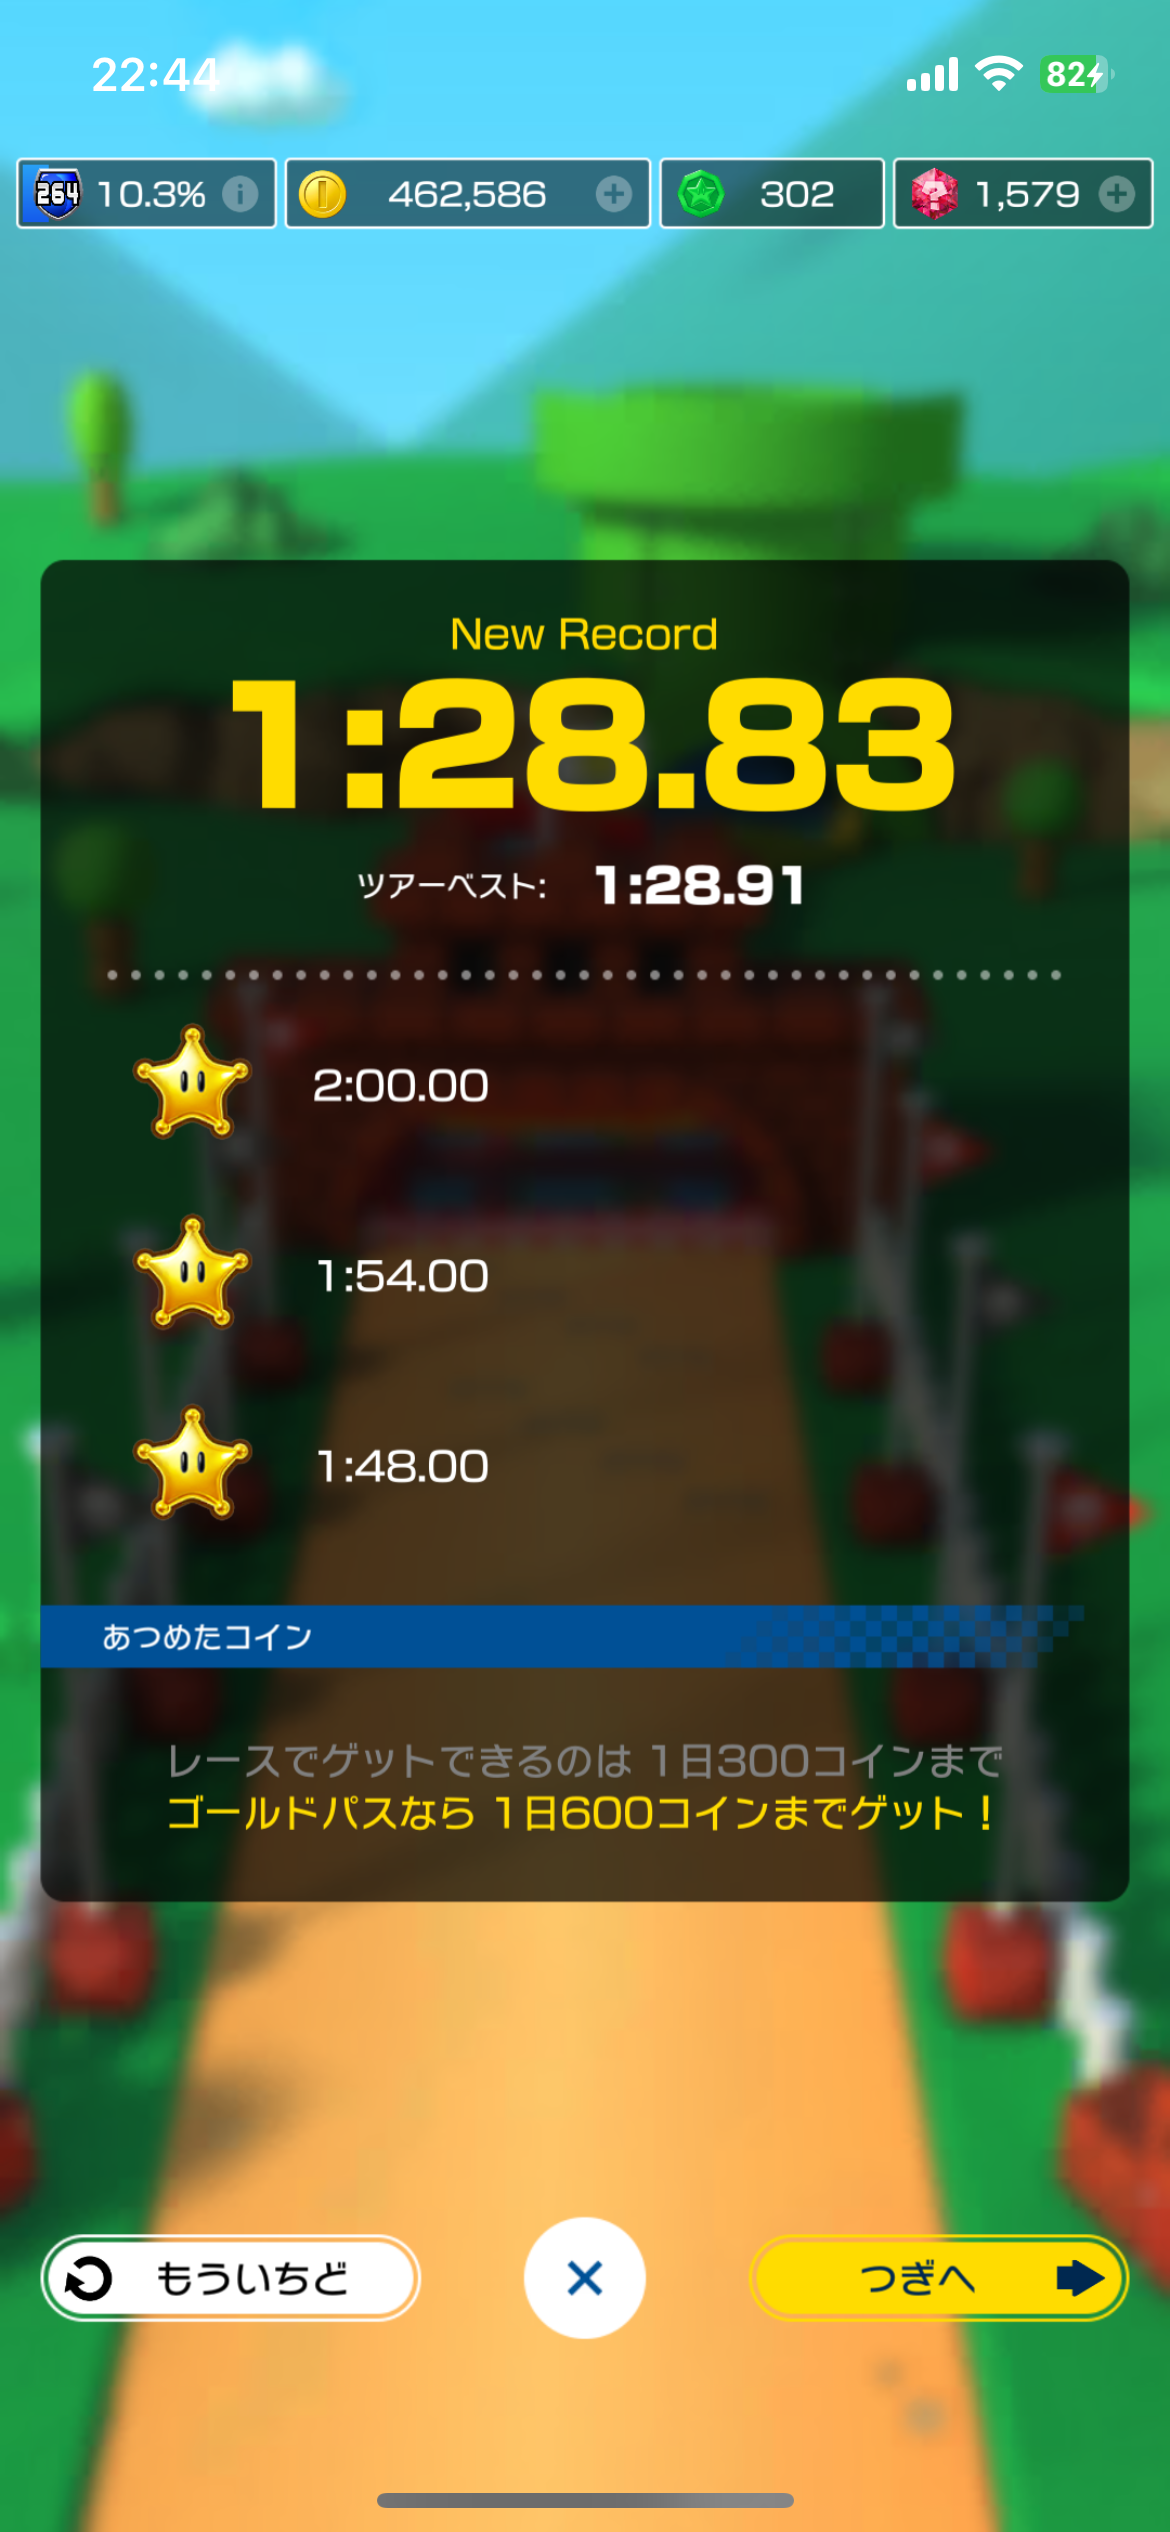 22:44
82
264 10.3% i
462,586 +
302
1,579 +
New Record
1:28.83
ツアーベスト: 1:28.91
2:00.00
1:54.00
1:48.00
あつめたコイン
レースでゲットできるのは 1日300コインまで
ゴールドパスなら 1日600コインまでゲット!
もういちど
×
つぎへ